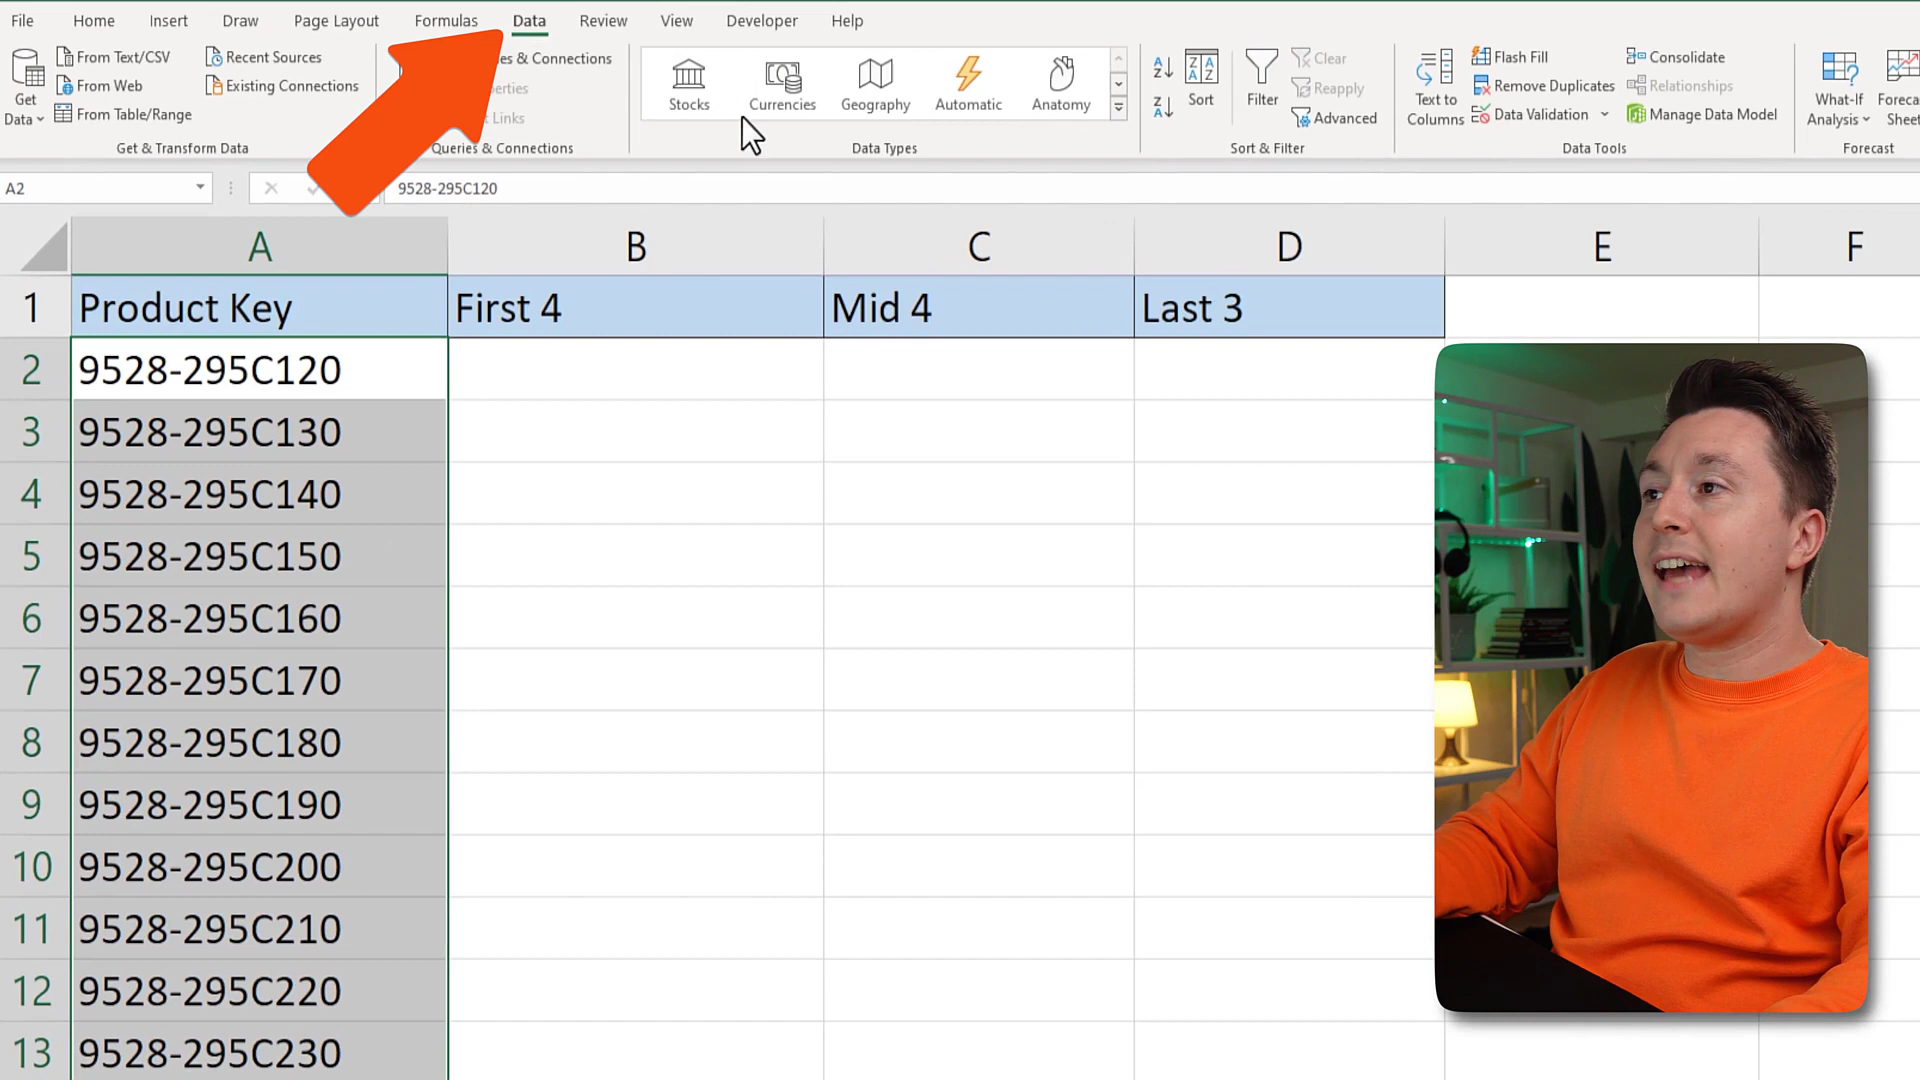 File Home Insert Draw Page Layout Formulas Data Review View Developer Help
Get Data
From Text/CSV
From Web
From Table/Range
Recent Sources
Existing Connections
Get & Transform Data
& Connections
Links
Queries & Connections
Stocks Currencies Geography Automatic Anatomy
Data Types
A Z
Z A
Z A A Z
Sort
Filter
Clear
Reapply
Advanced
Sort & Filter
Text to Columns
Flash Fill
Remove Duplicates
Data Validation
Consolidate
Relationships
Manage Data Model
Data Tools
What-If Analysis
Sheet
Forecast
A2 9528-295C120
A B C D E F
1 Product Key First 4 Mid 4 Last 3
2 9528-295C120
3 9528-295C130
4 9528-295C140
5 9528-295C150
6 9528-295C160
7 9528-295C170
8 9528-295C180
9 9528-295C190
10 9528-295C200
11 9528-295C210
12 9528-295C220
13 9528-295C230